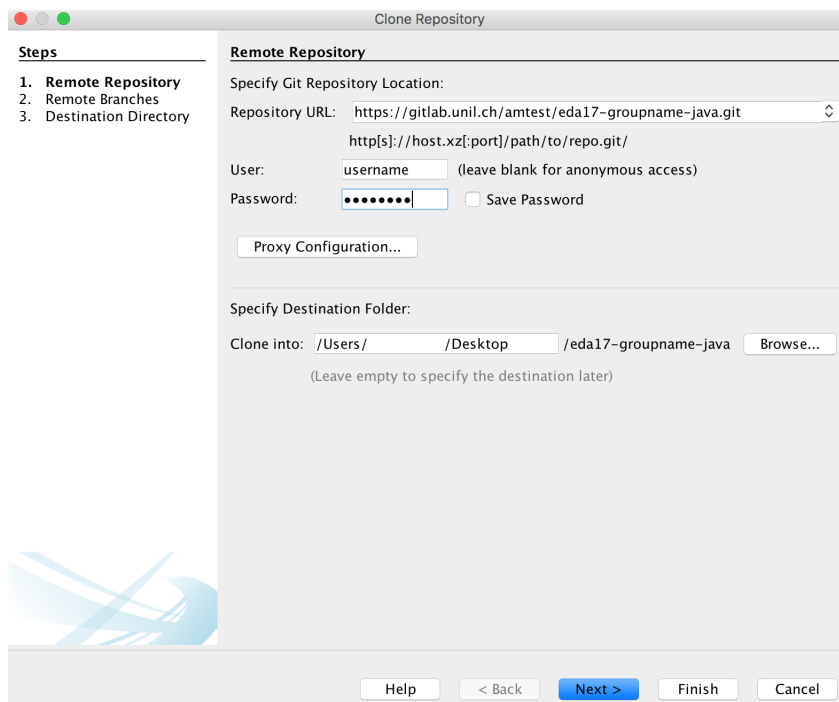 Clone Repository
Steps
1. Remote Repository
2. Remote Branches
3. Destination Directory
Remote Repository
Specify Git Repository Location:
Repository URL: https://gitlab.unil.ch/amtest/eda17-groupname-java.git
http[s]://host.xz[:port]/path/to/repo.git/
User: username (leave blank for anonymous access)
Password: •••••••• Save Password
Proxy Configuration...
Specify Destination Folder:
Clone into: /Users/ /Desktop /eda17-groupname-java Browse...
(Leave empty to specify the destination later)
Help < Back Next > Finish Cancel